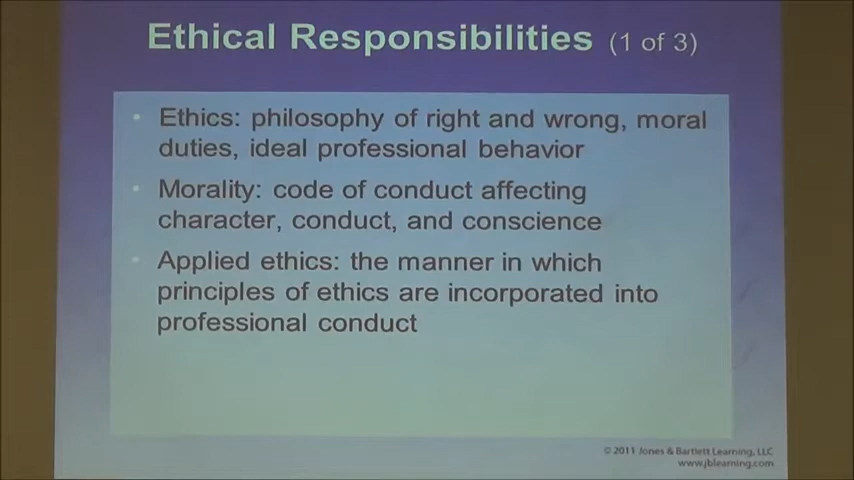 Ethical Responsibilities (1 of 3)
• Ethics: philosophy of right and wrong, moral
duties, ideal professional behavior
• Morality: code of conduct affecting
character, conduct, and conscience
• Applied ethics: the manner in which
principles of ethics are incorporated into
professional conduct
© 2011 Jones & Bartlett Learning, LLC
www.jblearning.com